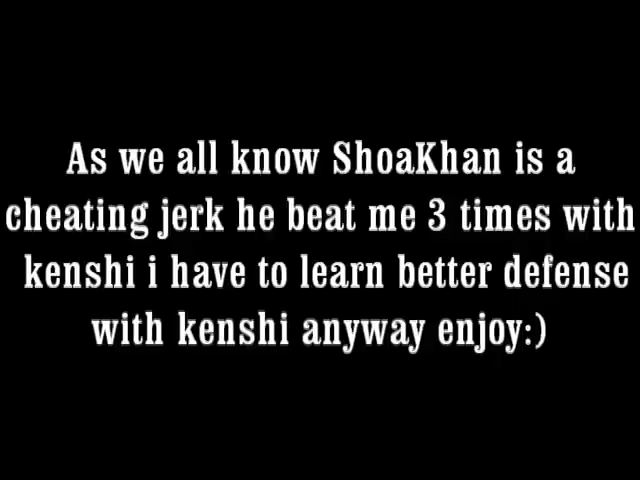 As we all know ShoaKhan is a
cheating jerk he beat me 3 times with
kenshi i have to learn better defense
with kenshi anyway enjoy:)